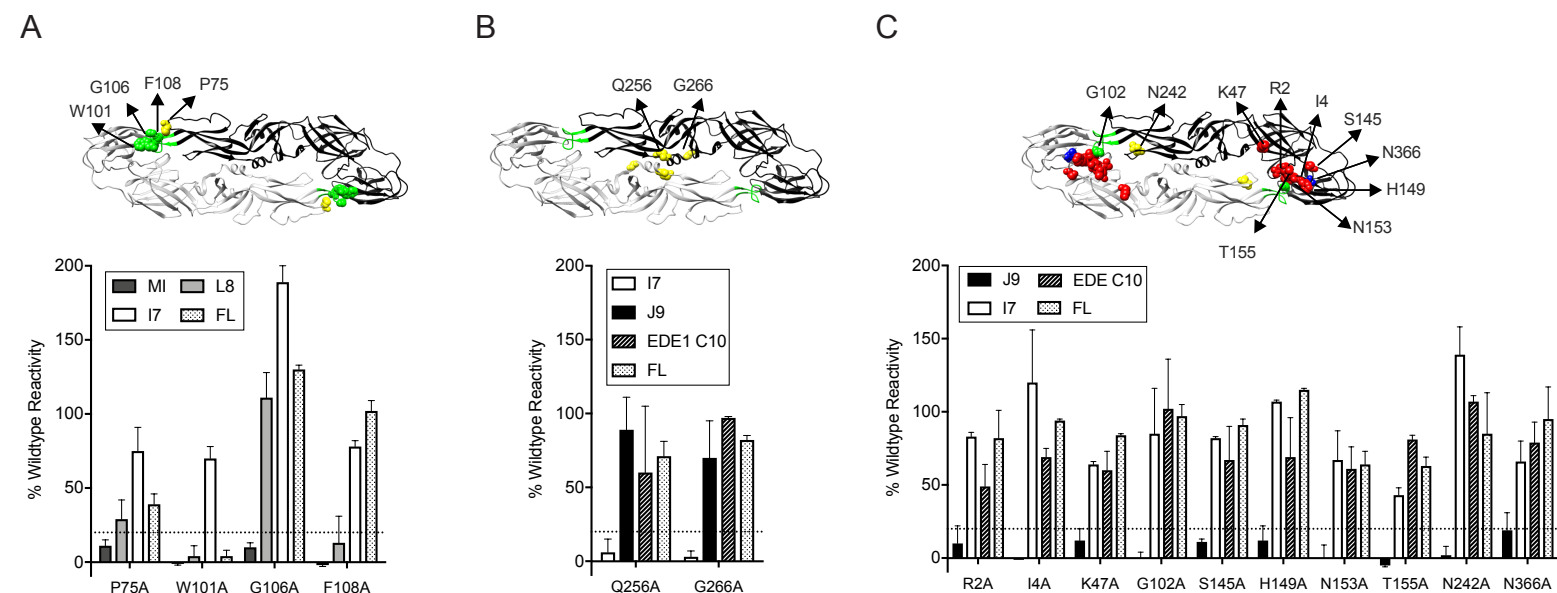 A
G106 F108 P75
W101
200
150
100
50
0
% Wildtype Reactivity
MI L8
I7 FL
P75A W101A G106A F108A
B
Q256 G266
200
150
100
50
0
% Wildtype Reactivity
I7
J9
EDE1 C10
FL
Q256A G266A
C
G102 N242 K47 R2 I4
S145
N366
H149
N153
T155
200
150
100
50
0
% Wildtype Reactivity
J9 EDE C10
I7 FL
R2A I4A K47A G102A S145A H149A N153A T155A N242A N366A